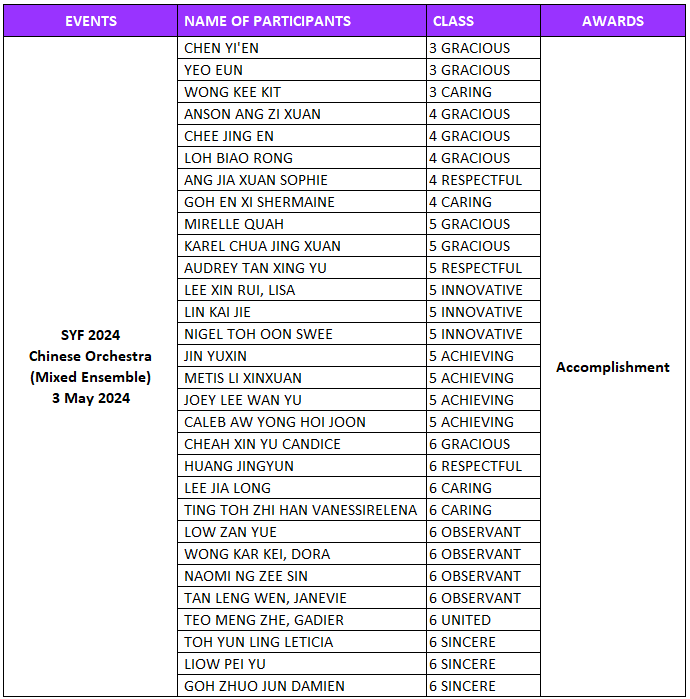 EVENTS NAME OF PARTICIPANTS CLASS AWARDS
CHEN YI'EN 3 GRACIOUS
YEO EUN 3 GRACIOUS
WONG KEE KIT 3 CARING
ANSON ANG ZI XUAN 4 GRACIOUS
CHEE JING EN 4 GRACIOUS
LOH BIAO RONG 4 GRACIOUS
ANG JIA XUAN SOPHIE 4 RESPECTFUL
GOH EN XI SHERMAINE 4 CARING
MIRELLE QUAH 5 GRACIOUS
KAREL CHUA JING XUAN 5 GRACIOUS
AUDREY TAN XING YU 5 RESPECTFUL
LEE XIN RUI, LISA 5 INNOVATIVE
LIN KAI JIE 5 INNOVATIVE
SYF 2024 NIGEL TOH OON SWEE 5 INNOVATIVE
Chinese Orchestra JIN YUXIN 5 ACHIEVING Accomplishment
(Mixed Ensemble) METIS LI XINXUAN 5 ACHIEVING
3 May 2024 JOEY LEE WAN YU 5 ACHIEVING
CALEB AW YONG HOI JOON 5 ACHIEVING
CHEAH XIN YU CANDICE 6 GRACIOUS
HUANG JINGYUN 6 RESPECTFUL
LEE JIA LONG 6 CARING
TING TOH ZHI HAN VANESSIRELENA 6 CARING
LOW ZAN YUE 6 OBSERVANT
WONG KAR KEI, DORA 6 OBSERVANT
NAOMI NG ZEE SIN 6 OBSERVANT
TAN LENG WEN, JANEVIE 6 OBSERVANT
TEO MENG ZHE, GADIER 6 UNITED
TOH YUN LING LETICIA 6 SINCERE
LIOW PEI YU 6 SINCERE
GOH ZHUO JUN DAMIEN 6 SINCERE